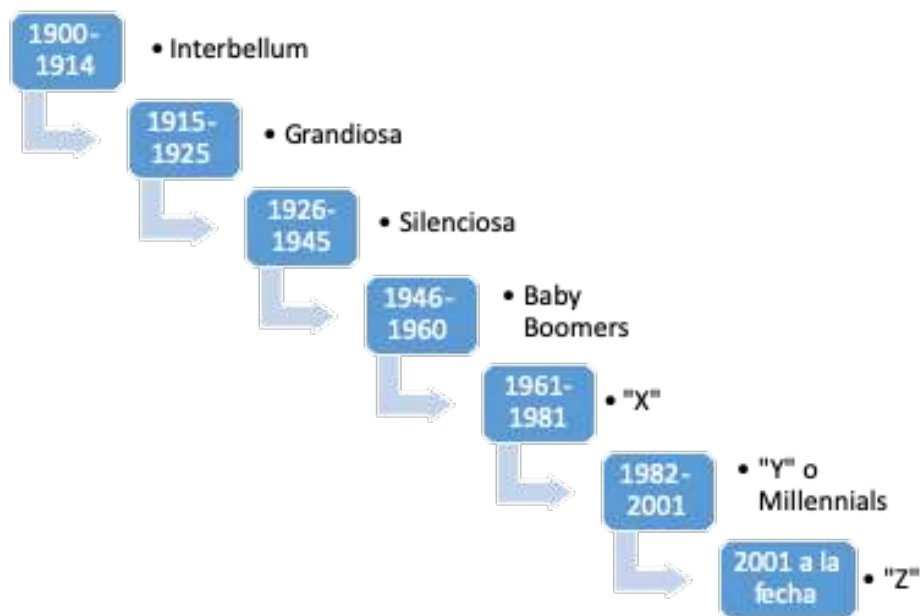 1900-
1914
• Interbellum
1915-
1925
• Grandiosa
1926-
1945
• Silenciosa
1946-
1960
• Baby
Boomers
1961-
1981
• "X"
1982-
2001
• "Y" o
Millennials
2001 a la
fecha
• "Z"